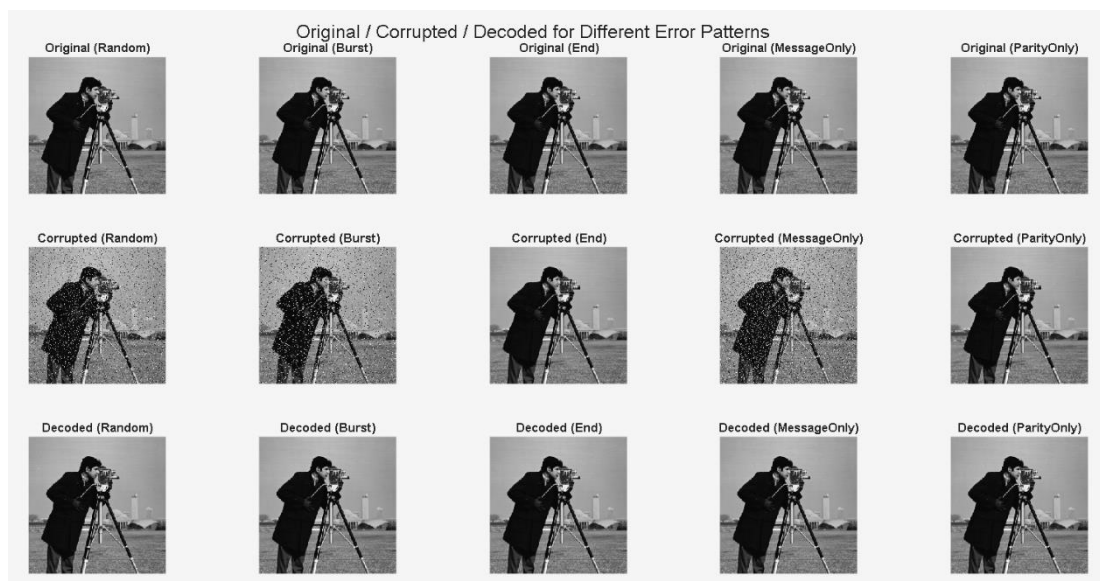 Original / Corrupted / Decoded for Different Error Patterns
Original (Random) Original (Burst) Original (End) Original (MessageOnly) Original (ParityOnly)
Corrupted (Random) Corrupted (Burst) Corrupted (End) Corrupted (MessageOnly) Corrupted (ParityOnly)
Decoded (Random) Decoded (Burst) Decoded (End) Decoded (MessageOnly) Decoded (ParityOnly)